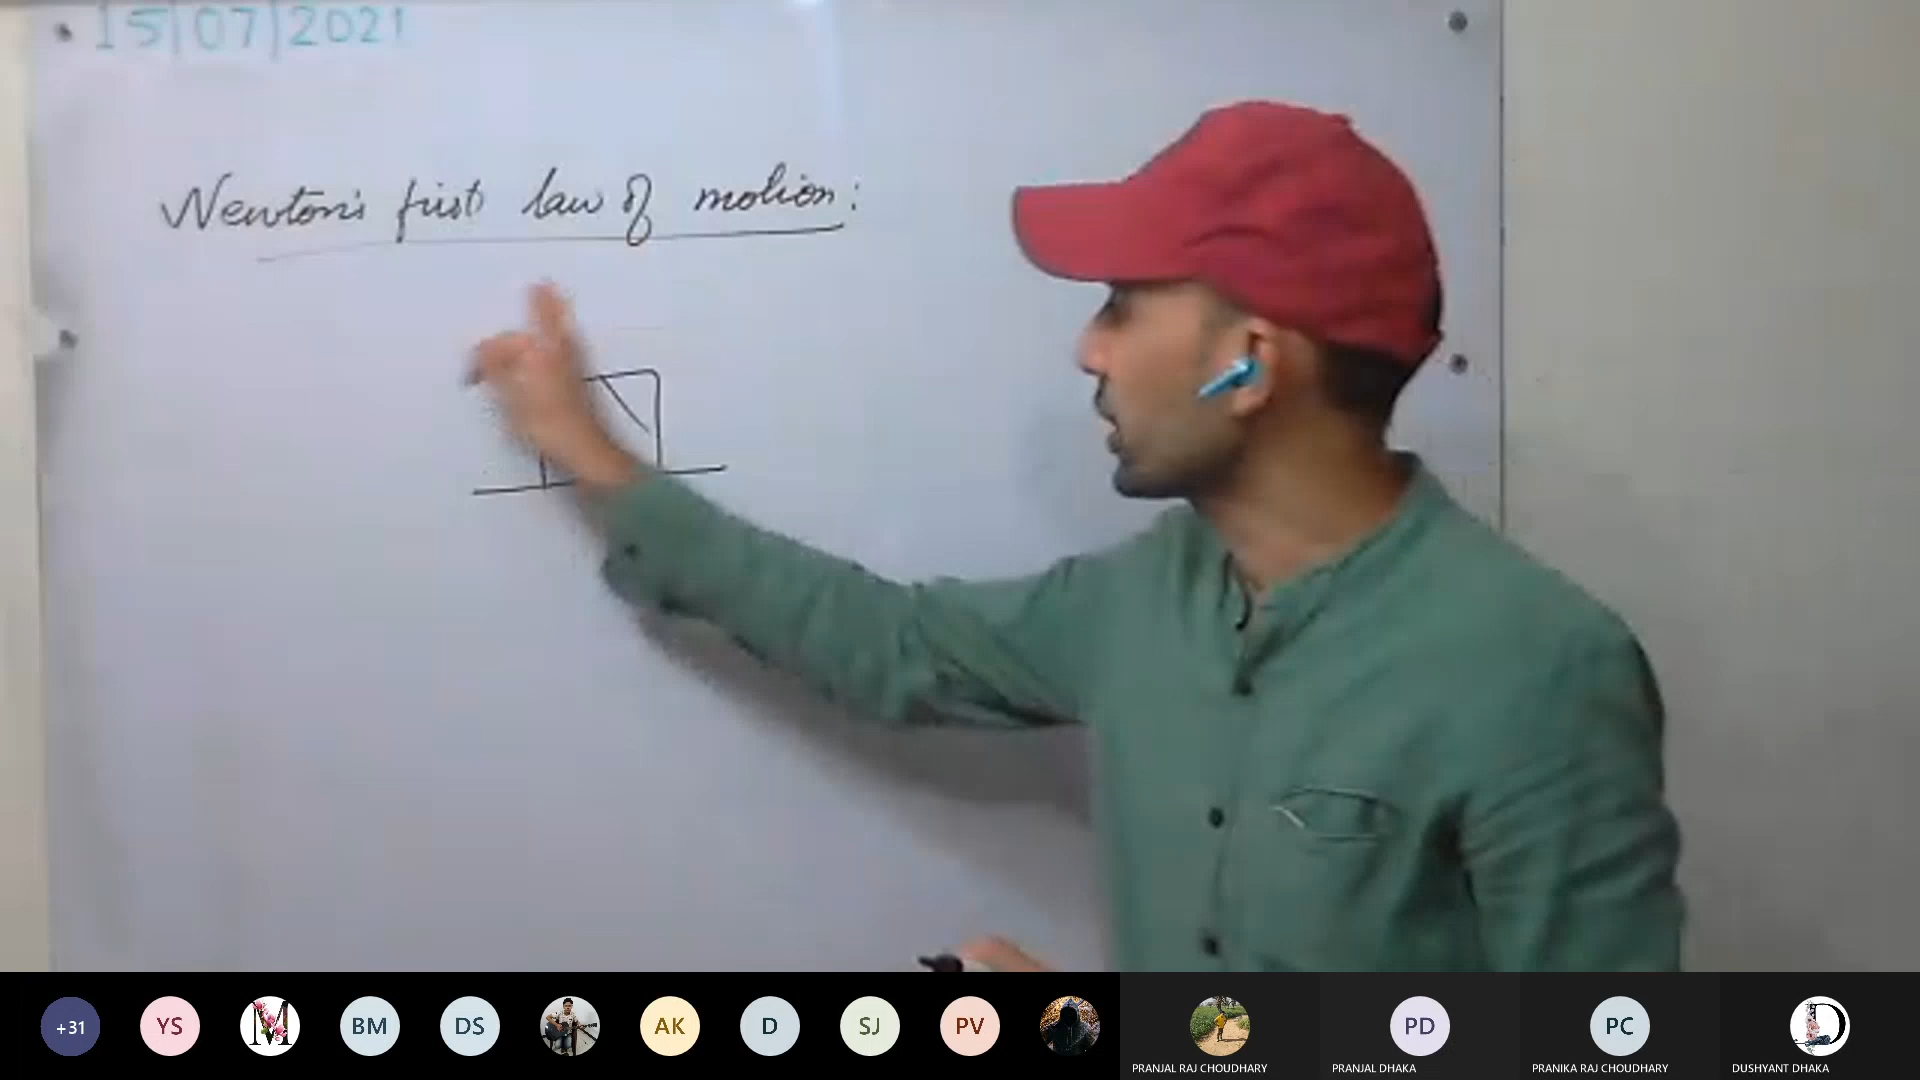 15|07|2021
Newton's first law of motion:
+31
YS
M
BM
DS
AK
D
SJ
PV
PD
PC
D
PRANJAL RAJ CHOUDHARY
PRANJAL DHAKA
PRANIKA RAJ CHOUDHARY
DUSHYANT DHAKA